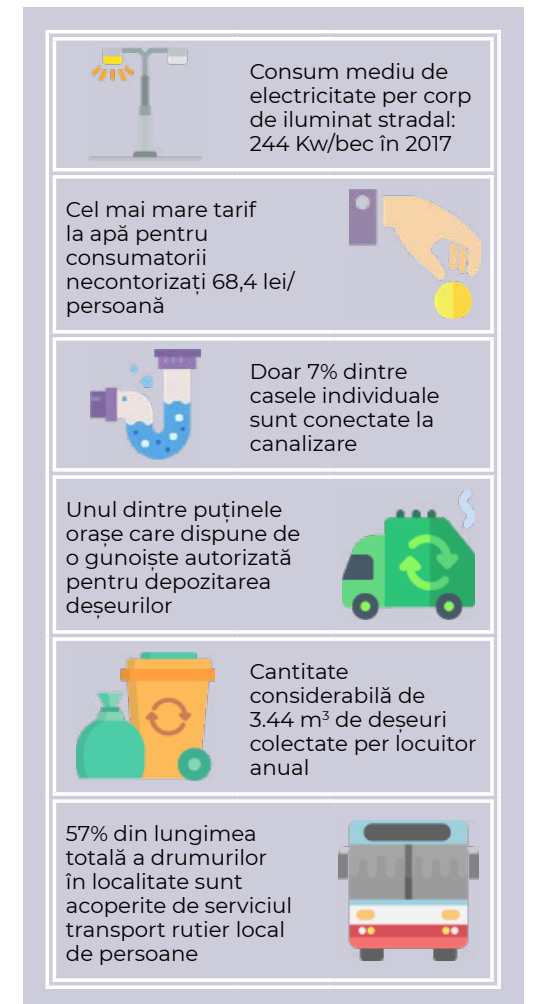 Consum mediu de
electricitate per corp
de iluminat stradal:
244 Kw/bec în 2017
Cel mai mare tarif
la apă pentru
consumatorii
necontorizați 68,4 lei/
persoană
Doar 7% dintre
casele individuale
sunt conectate la
canalizare
Unul dintre puținele
orașe care dispune de
o gunoiște autorizată
pentru depozitarea
deșeurilor
Cantitate
considerabilă de
3.44 m³ de deșeuri
colectate per locuitor
anual
57% din lungimea
totală a drumurilor
în localitate sunt
acoperite de serviciul
transport rutier local
de persoane